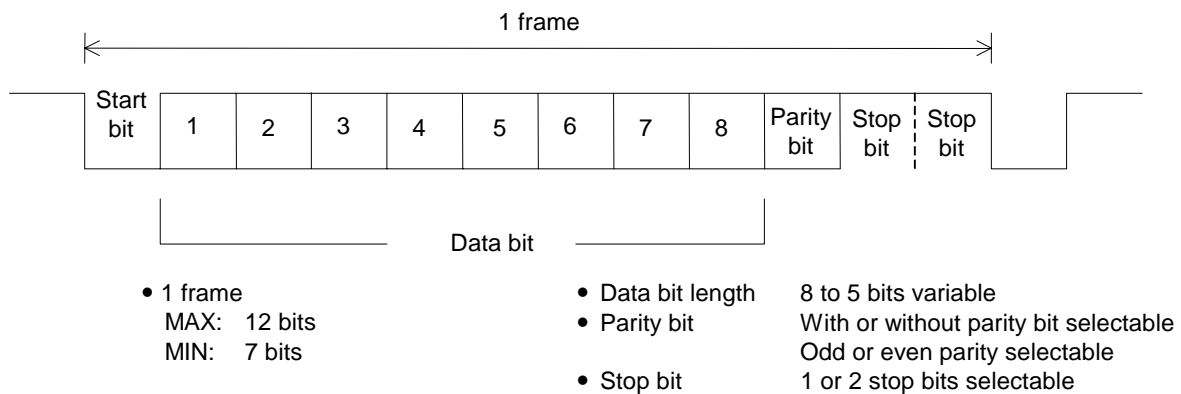 1 frame
Start bit 1 2 3 4 5 6 7 8 Parity bit Stop bit Stop bit
Data bit
• 1 frame
MAX: 12 bits
MIN: 7 bits
• Data bit length 8 to 5 bits variable
• Parity bit With or without parity bit selectable
Odd or even parity selectable
• Stop bit 1 or 2 stop bits selectable